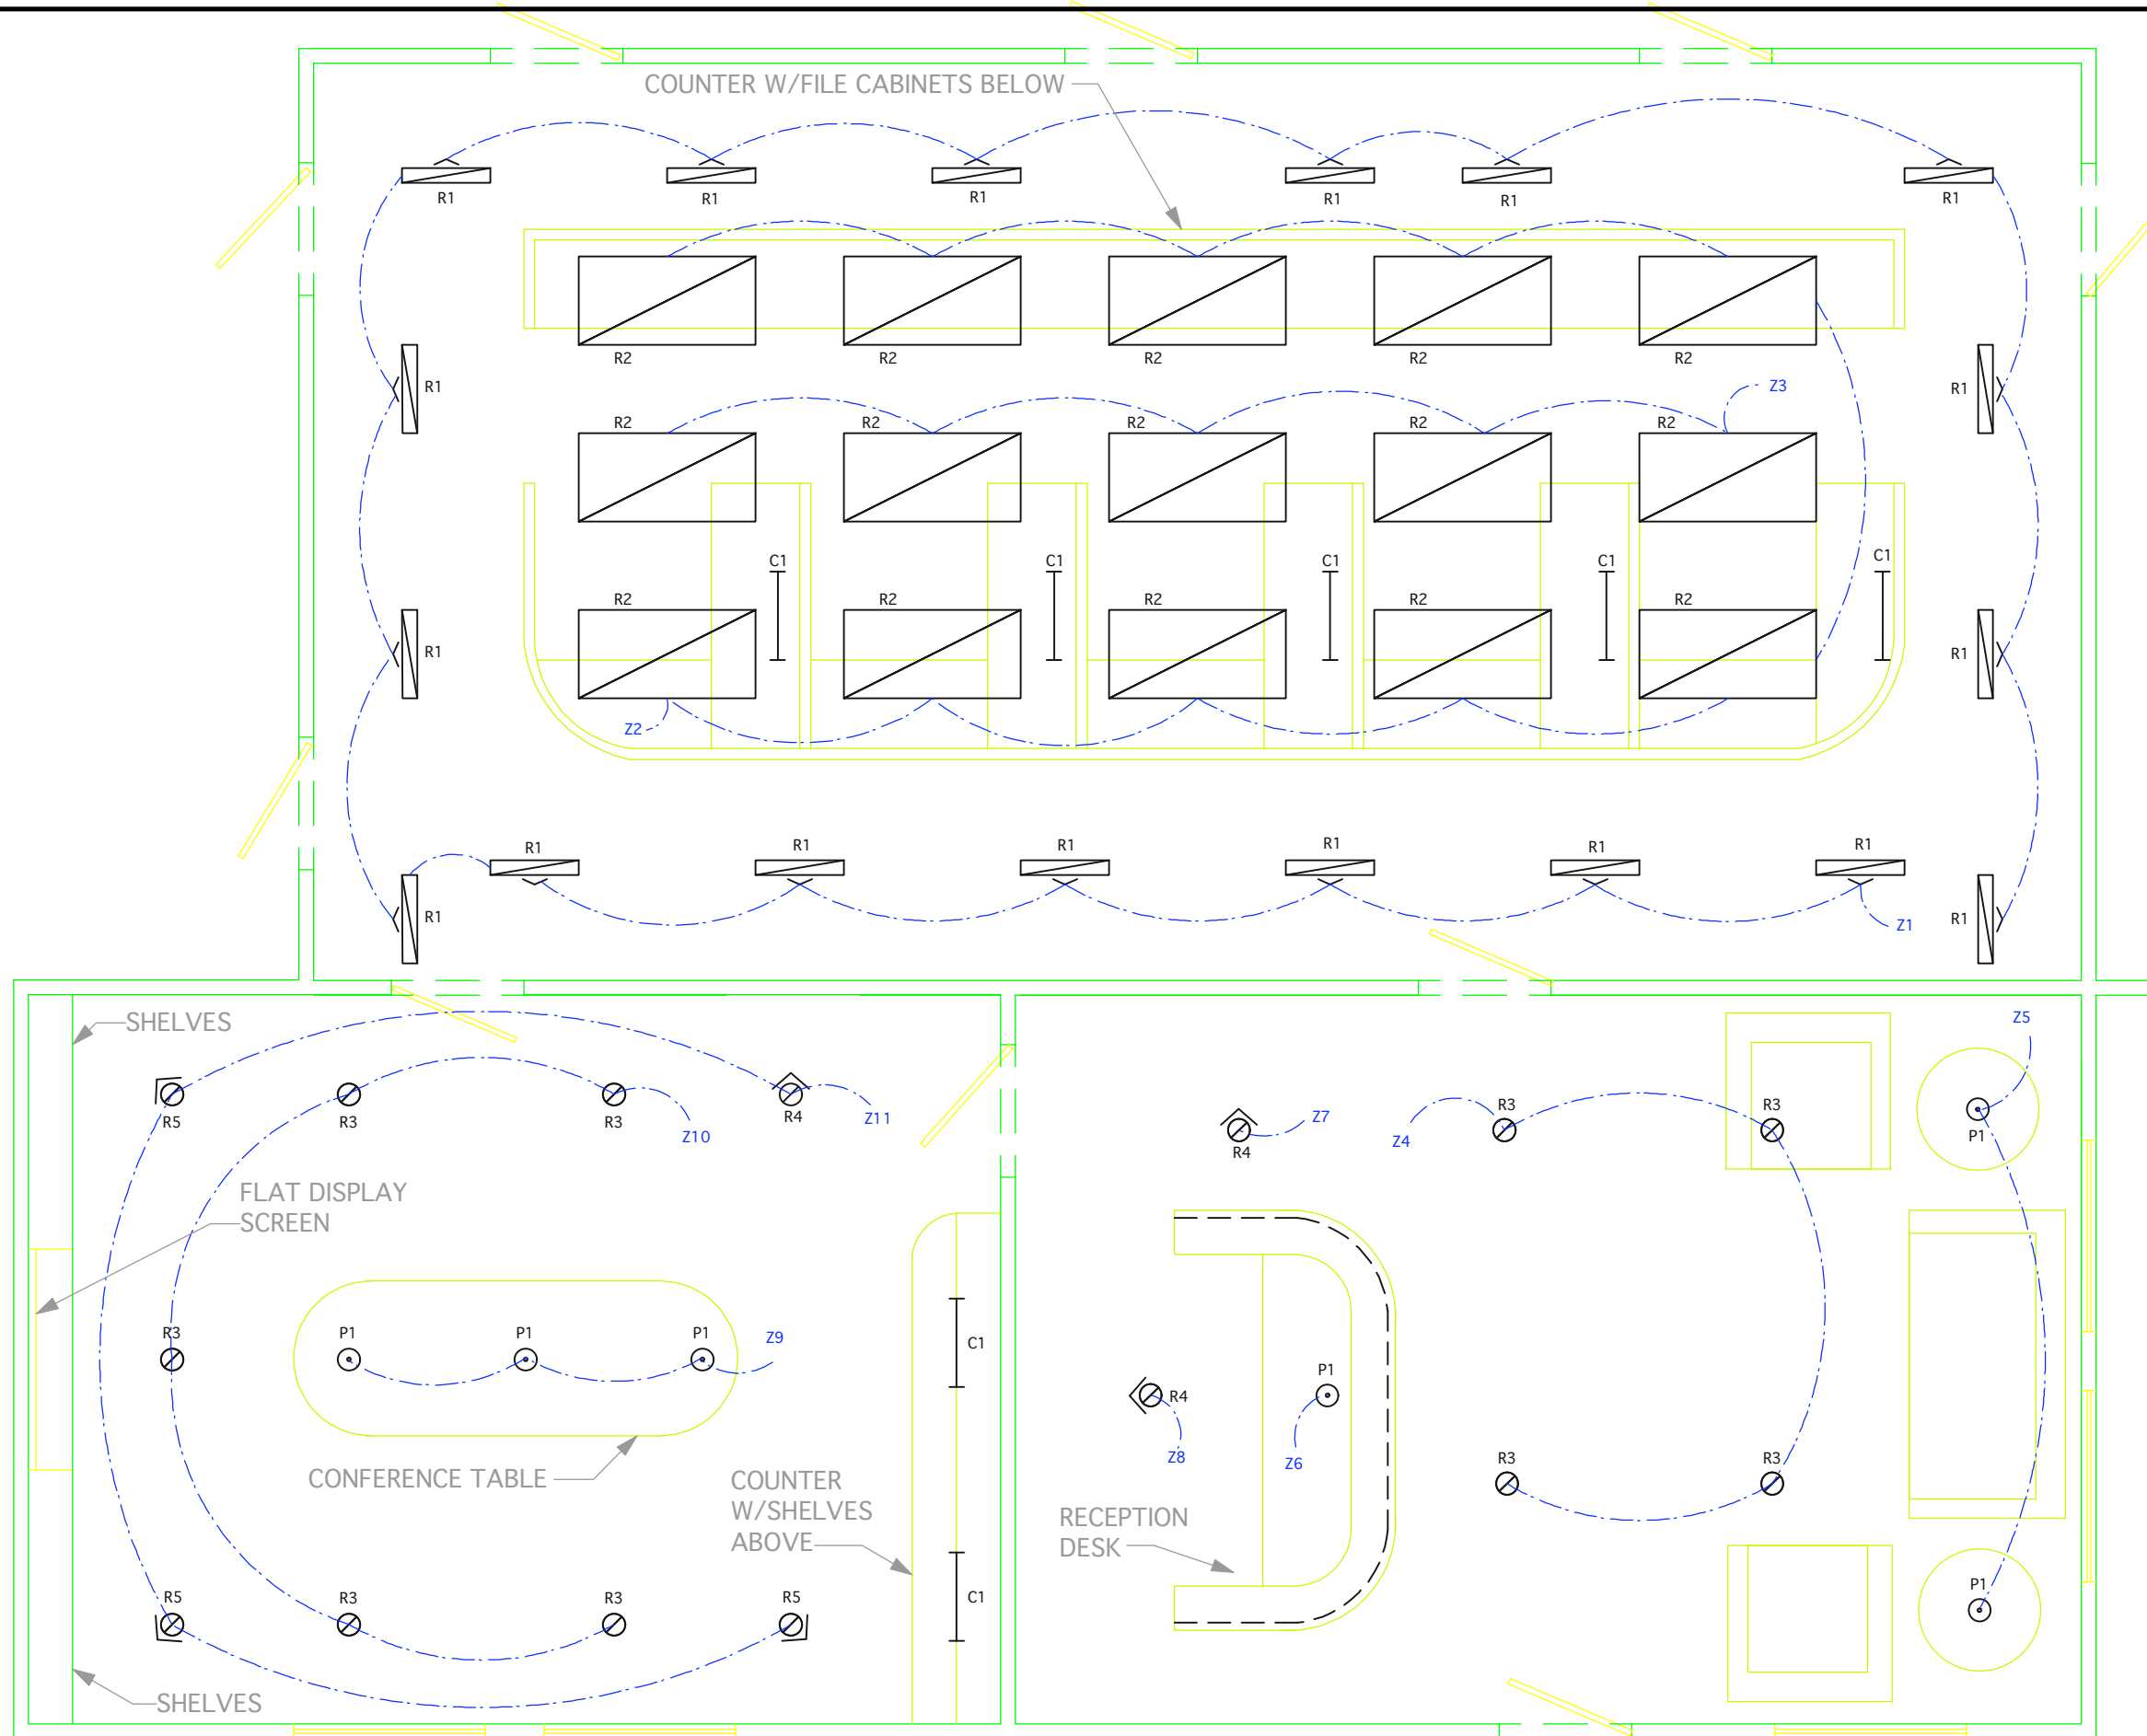 COUNTER W/FILE CABINETS BELOW
R1
R1
R1
R1
R1
R1
R2
R2
R2
R2
R2
R1
Z3
R1
R2
R2
R2
R2
R2
C1
C1
C1
C1
C1
R2
R2
R2
R2
R2
R1
R1
Z2
R1
R1
R1
R1
R1
R1
R1
Z1
R1
SHELVES
Z5
R5
R3
R3
Z10
R4
Z11
R4
Z7
Z4
R3
R3
P1
FLAT DISPLAY
SCREEN
R3
P1
P1
P1
Z9
C1
R4
Z8
P1
Z6
CONFERENCE TABLE
COUNTER
W/SHELVES
ABOVE
R3
R3
RECEPTION
DESK
R5
R3
R3
R5
C1
P1
SHELVES